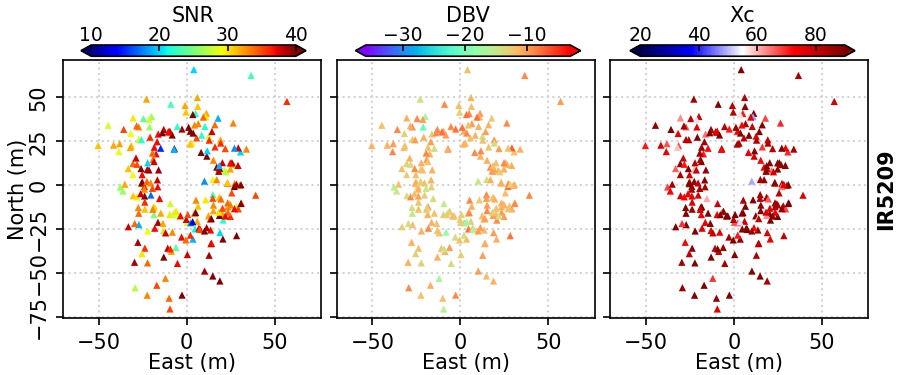 SNR DBV Xc
10 20 30 40 −30 −20 −10 20 40 60 80
North (m)
50
25
0
−25
−50
−75
−50 0 50 −50 0 50 −50 0 50
East (m) East (m) East (m)
IR5209